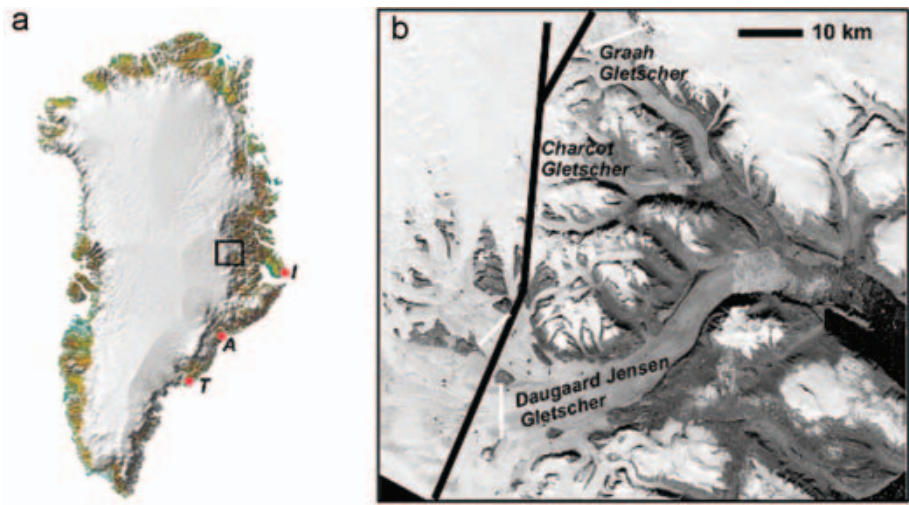 a
I
A
T
b
10 km
Graah
Gletscher
Charcot
Gletscher
Daugaard Jensen
Gletscher